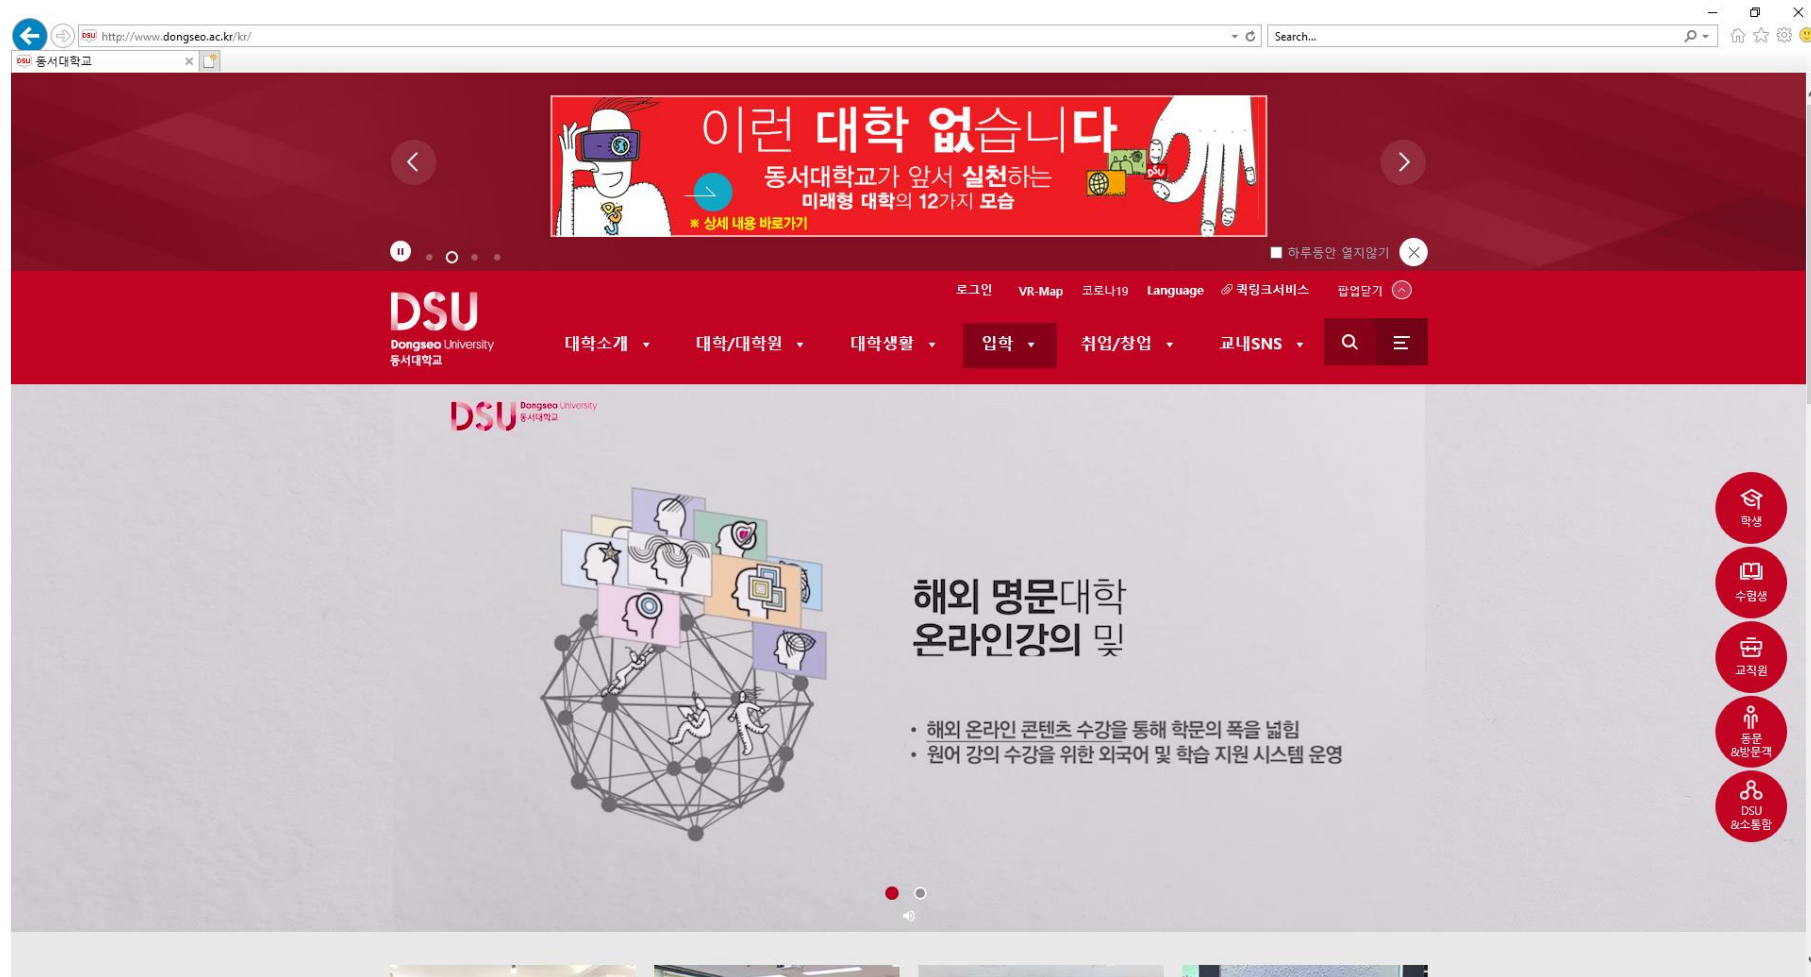 http://www.dongseo.ac.kr/kr/
Search...
DSU 동서대학교
이런 대학 없습니다
동서대학교가 앞서 실천하는
미래형 대학의 12가지 모습
※ 상세 내용 바로가기
DSU
하루동안 열지않기
로그인 VR-Map 코로나19 Language 퀵링크서비스 팝업닫기
DSU
Dongseo University
동서대학교
대학소개 대학/대학원 대학생활 입학 취업/창업 교내SNS
DSU Dongseo University
동서대학교
해외 명문대학
온라인강의 및
• 해외 온라인 콘텐츠 수강을 통해 학문의 폭을 넓힘
• 원어 강의 수강을 위한 외국어 및 학습 지원 시스템 운영
학생
수험생
교직원
동문
&방문객
DSU
&소통함